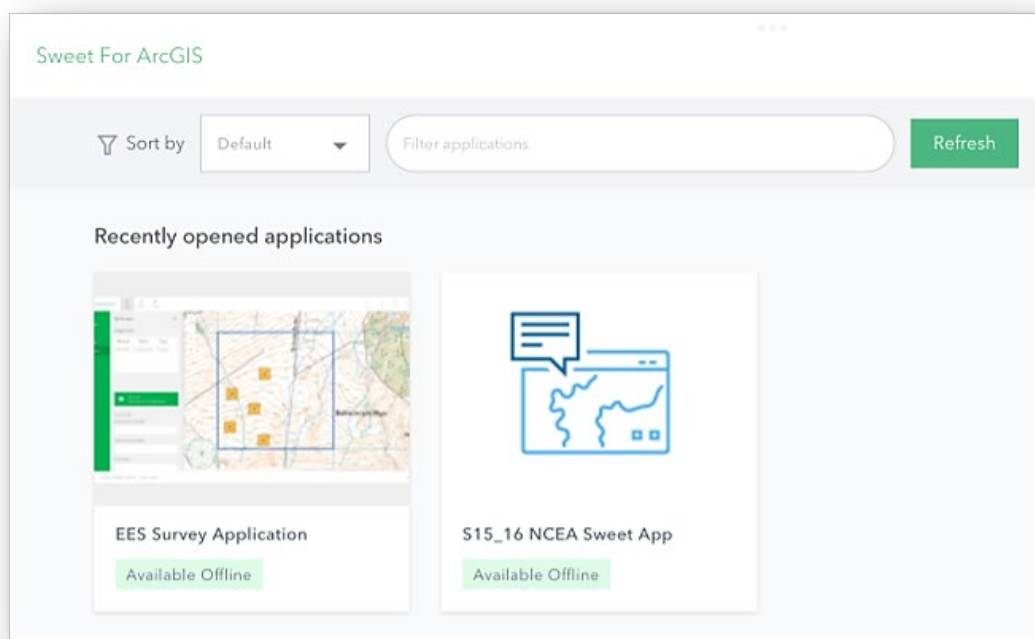 Sweet For ArcGIS
Sort by
Default
Filter applications
Refresh
Recently opened applications
EES Survey Application
S15_16 NCEA Sweet App
Available Offline
Available Offline